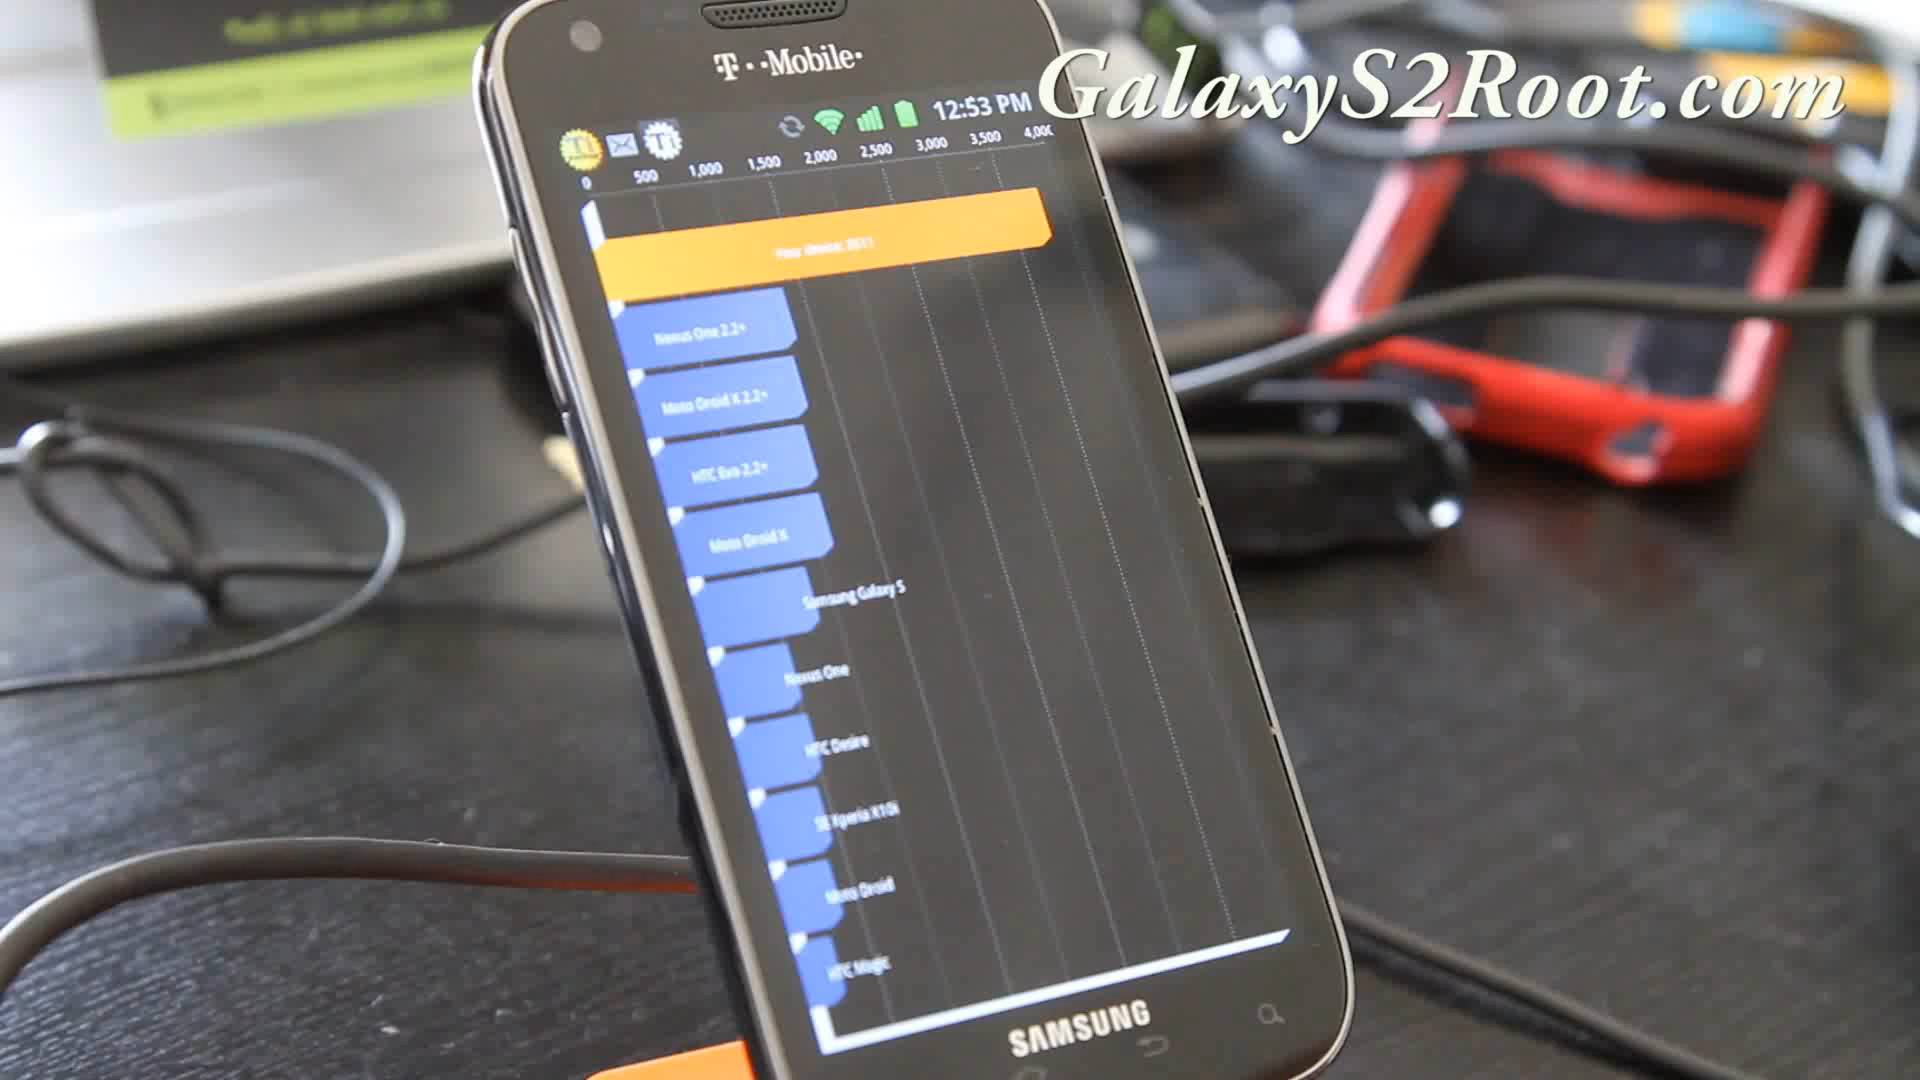 T··Mobile·
GalaxyS2Root.com
12:53 PM
0 500 1,000 1,500 2,000 2,500 3,000 3,500
Nexus One 2.2+
Moto Droid X 2.2+
HTC Evo 2.2+
Moto Droid X
Samsung Galaxy S
Nexus One
HTC Desire
SE Xperia X10i
Moto Droid
HTC Magic
SAMSUNG